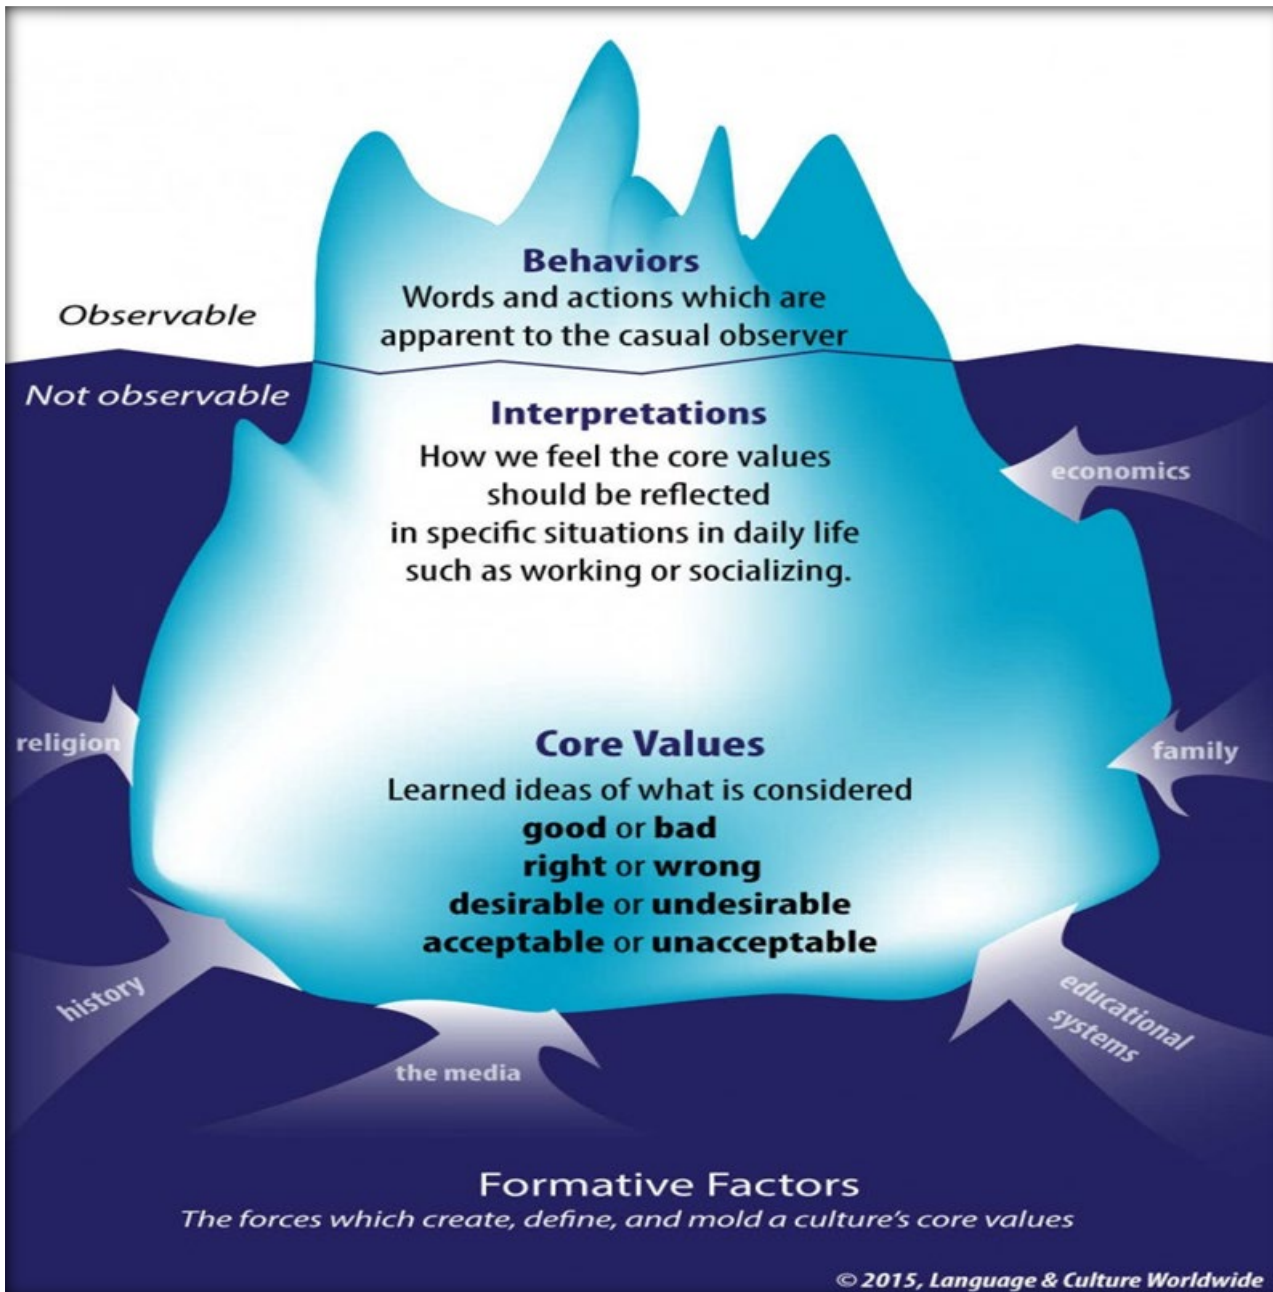 Behaviors
Words and actions which are
apparent to the casual observer
Observable
Not observable
Interpretations
How we feel the core values
should be reflected
in specific situations in daily life
such as working or socializing.
economics
religion
family
Core Values
Learned ideas of what is considered
good or bad
right or wrong
desirable or undesirable
acceptable or unacceptable
history
the media
educational
systems
Formative Factors
The forces which create, define, and mold a culture's core values
© 2015, Language & Culture Worldwide